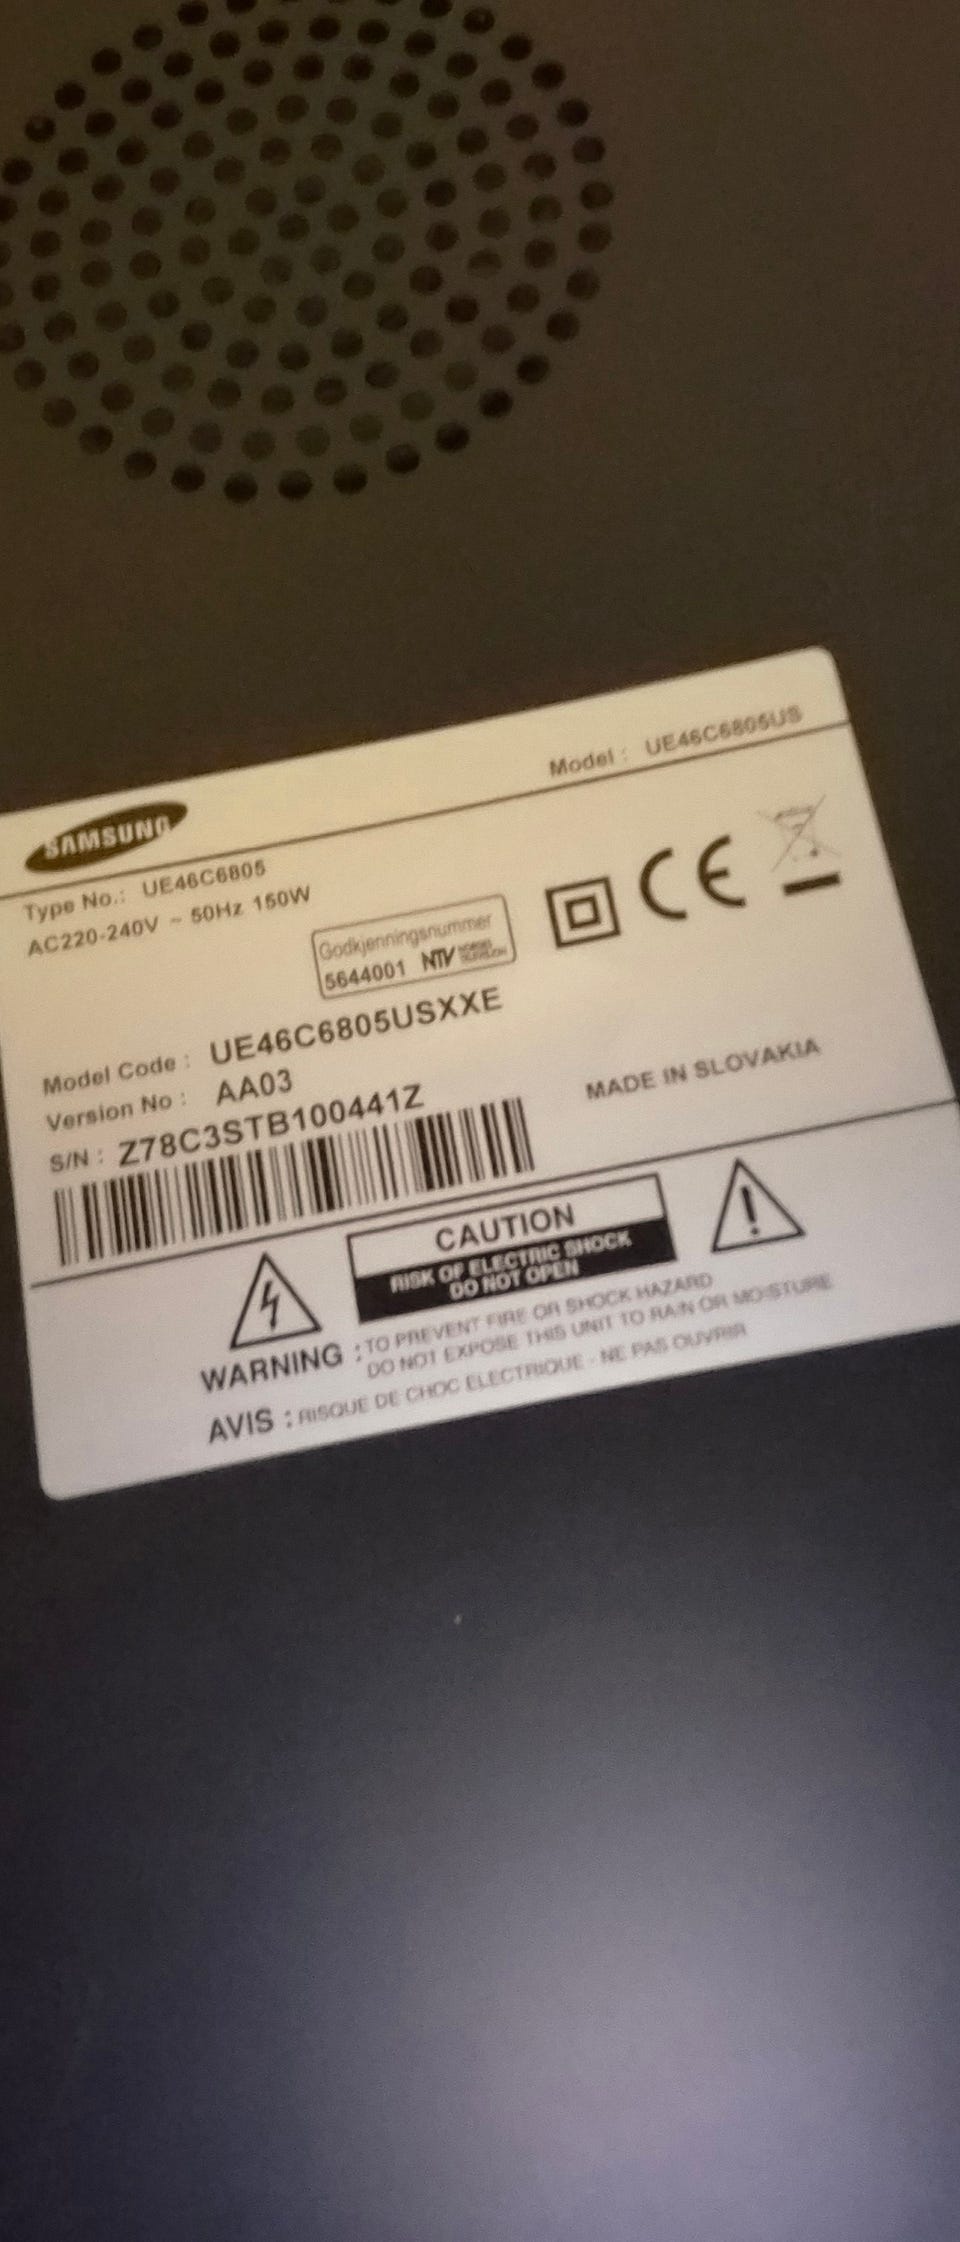 SAMSUNG
Model : UE46C6805US
Type No.: UE46C6805
AC220-240V ~ 50Hz 150W
Godkjenningsnummer
5644001 NTV NORGES TELEVISJON
CE
Model Code : UE46C6805USXXE
Version No : AA03
MADE IN SLOVAKIA
S/N : Z78C3STB100441Z
CAUTION
RISK OF ELECTRIC SHOCK
DO NOT OPEN
WARNING : TO PREVENT FIRE OR SHOCK HAZARD
DO NOT EXPOSE THIS UNIT TO RAIN OR MOISTURE
AVIS : RISQUE DE CHOC ELECTRIQUE - NE PAS OUVRIR